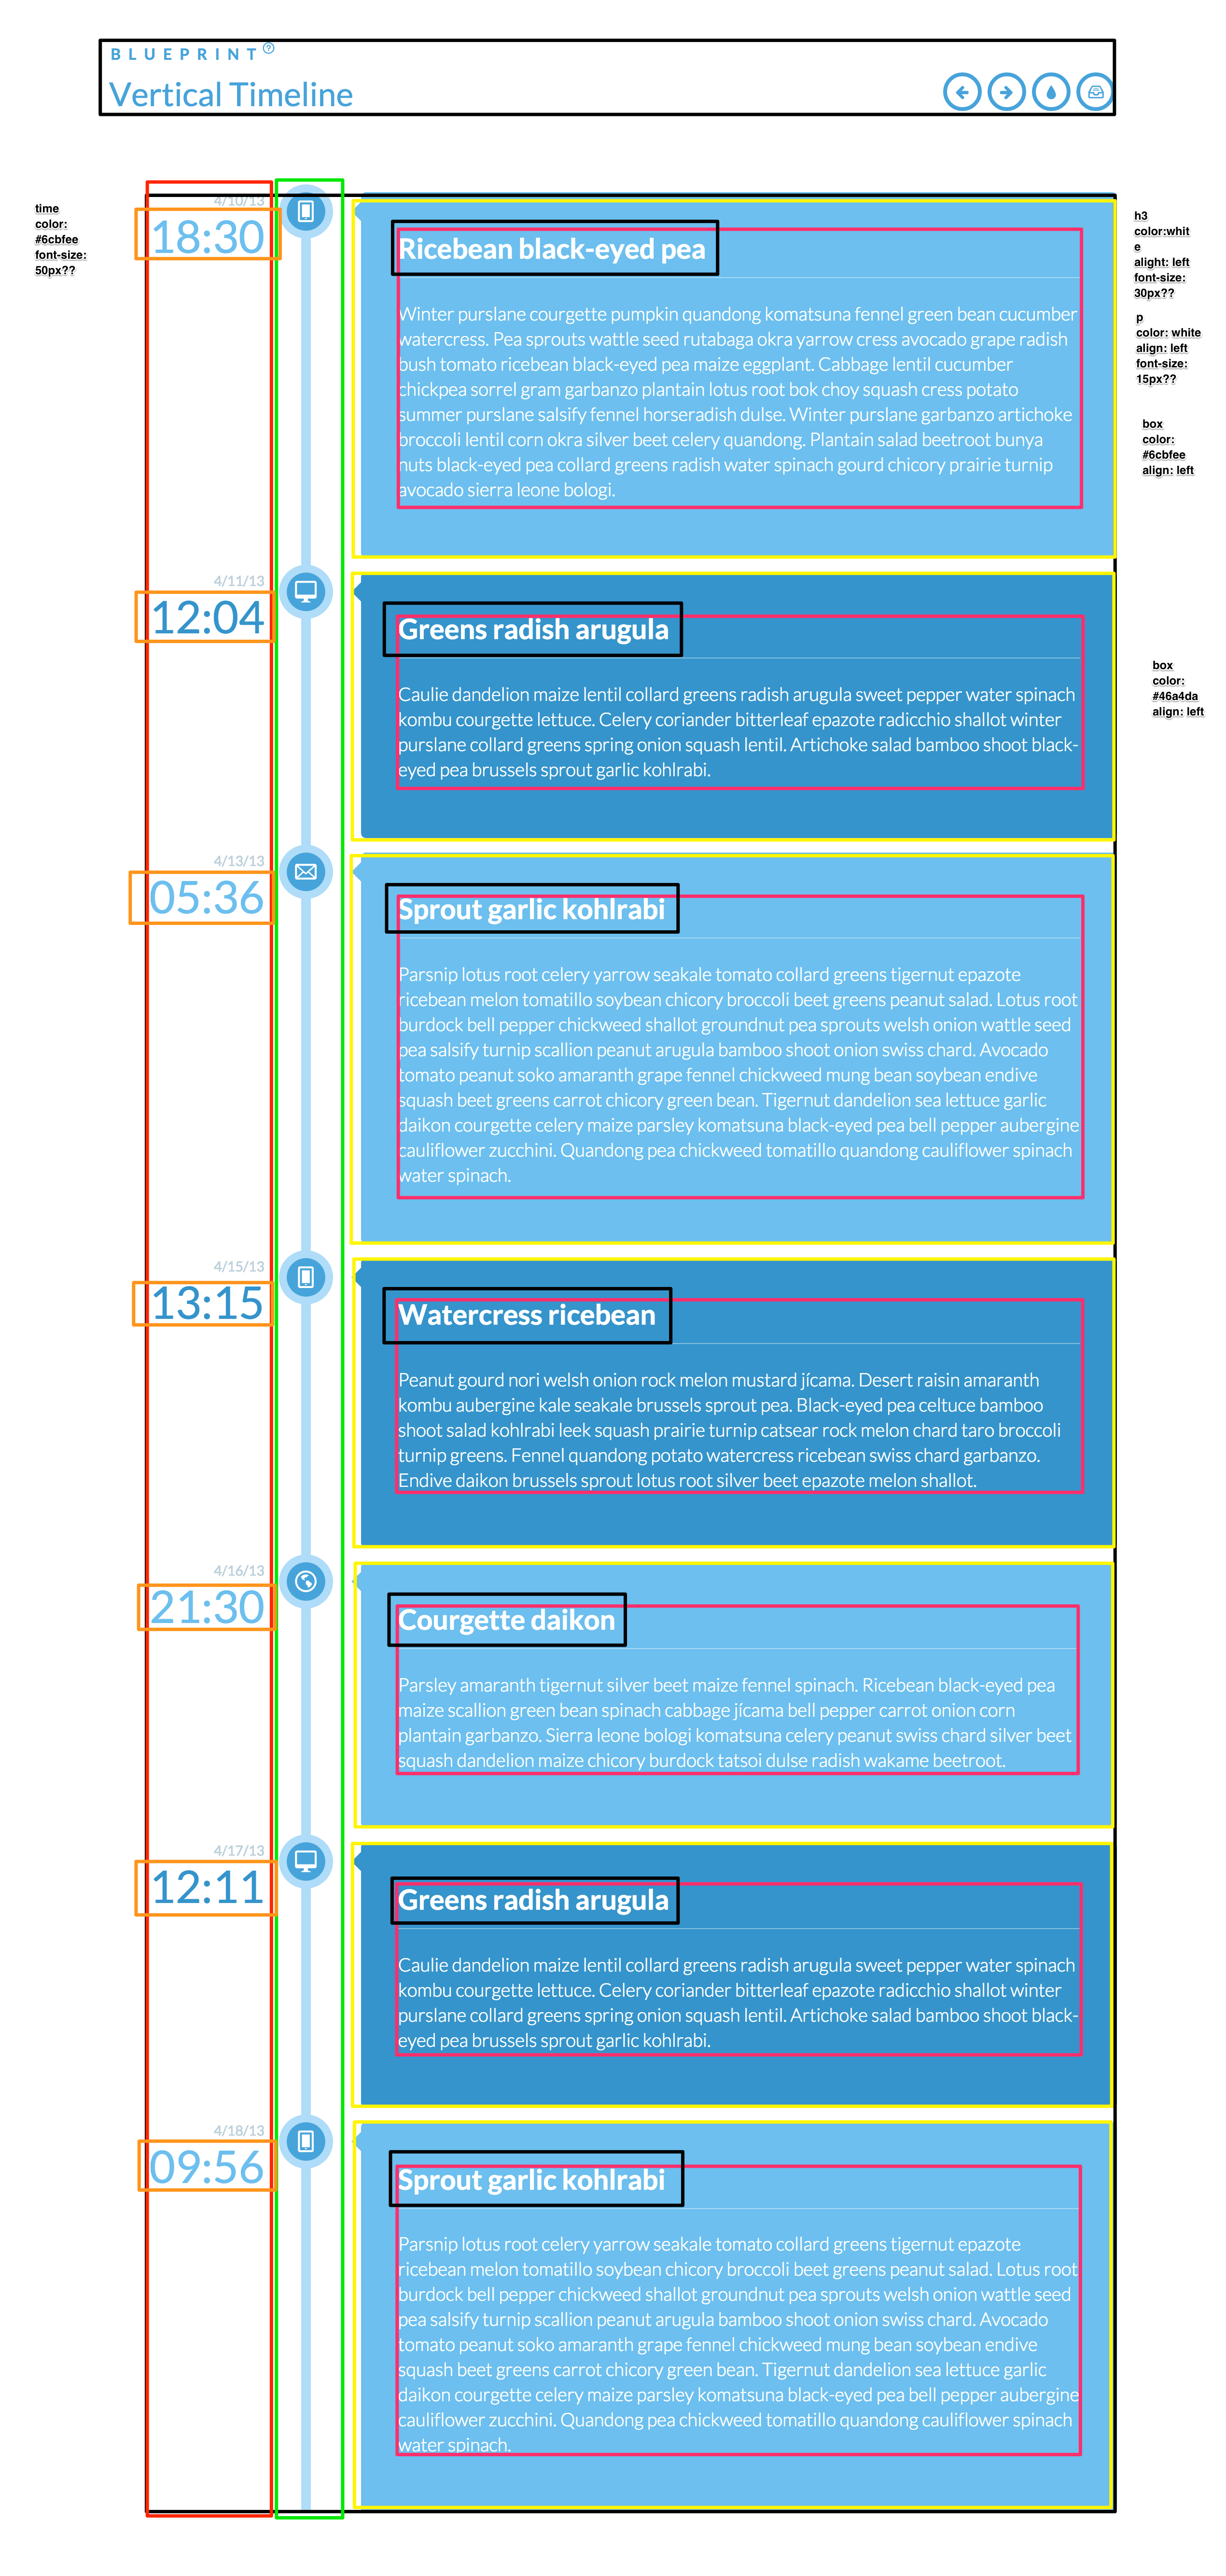 BLUEPRINT
Vertical Timeline
time
color:
#6cbfee
font-size:
50px??
4/10/13
18:30
Ricebean black-eyed pea
Winter purslane courgette pumpkin quandong komatsuna fennel green bean cucumber
watercress. Pea sprouts wattle seed rutabaga okra yarrow cress avocado grape radish
bush tomato ricebean black-eyed pea maize eggplant. Cabbage lentil cucumber
chickpea sorrel gram garbanzo plantain lotus root bok choy squash cress potato
summer purslane salsify fennel horseradish dulse. Winter purslane garbanzo artichoke
broccoli lentil corn okra silver beet celery quandong. Plantain salad beetroot bunya
nuts black-eyed pea collard greens radish water spinach gourd chicory prairie turnip
avocado sierra leone bologi.
h3
color:whit
e
alight: left
font-size:
30px??
p
color: white
align: left
font-size:
15px??
box
color:
#6cbfee
align: left
4/11/13
12:04
Greens radish arugula
Caulie dandelion maize lentil collard greens radish arugula sweet pepper water spinach
kombu courgette lettuce. Celery coriander bitterleaf epazote radicchio shallot winter
purslane collard greens spring onion squash lentil. Artichoke salad bamboo shoot black-
eyed pea brussels sprout garlic kohlrabi.
box
color:
#46a4da
align: left
4/13/13
05:36
Sprout garlic kohlrabi
Parsnip lotus root celery yarrow seakale tomato collard greens tigernut epazote
ricebean melon tomatillo soybean chicory broccoli beet greens peanut salad. Lotus root
burdock bell pepper chickweed shallot groundnut pea sprouts welsh onion wattle seed
pea salsify turnip scallion peanut arugula bamboo shoot onion swiss chard. Avocado
tomato peanut soko amaranth grape fennel chickweed mung bean soybean endive
squash beet greens carrot chicory green bean. Tigernut dandelion sea lettuce garlic
daikon courgette celery maize parsley komatsuna black-eyed pea bell pepper aubergine
cauliflower zucchini. Quandong pea chickweed tomatillo quandong cauliflower spinach
water spinach.
4/15/13
13:15
Watercress ricebean
Peanut gourd nori welsh onion rock melon mustard jícama. Desert raisin amaranth
kombu aubergine kale seakale brussels sprout pea. Black-eyed pea celtuce bamboo
shoot salad kohlrabi leek squash prairie turnip catsear rock melon chard taro broccoli
turnip greens. Fennel quandong potato watercress ricebean swiss chard garbanzo.
Endive daikon brussels sprout lotus root silver beet epazote melon shallot.
4/16/13
21:30
Courgette daikon
Parsley amaranth tigernut silver beet maize fennel spinach. Ricebean black-eyed pea
maize scallion green bean spinach cabbage jícama bell pepper carrot onion corn
plantain garbanzo. Sierra leone bologi komatsuna celery peanut swiss chard silver beet
squash dandelion maize chicory burdock tatsoi dulse radish wakame beetroot.
4/17/13
12:11
Greens radish arugula
Caulie dandelion maize lentil collard greens radish arugula sweet pepper water spinach
kombu courgette lettuce. Celery coriander bitterleaf epazote radicchio shallot winter
purslane collard greens spring onion squash lentil. Artichoke salad bamboo shoot black-
eyed pea brussels sprout garlic kohlrabi.
4/18/13
09:56
Sprout garlic kohlrabi
Parsnip lotus root celery yarrow seakale tomato collard greens tigernut epazote
ricebean melon tomatillo soybean chicory broccoli beet greens peanut salad. Lotus root
burdock bell pepper chickweed shallot groundnut pea sprouts welsh onion wattle seed
pea salsify turnip scallion peanut arugula bamboo shoot onion swiss chard. Avocado
tomato peanut soko amaranth grape fennel chickweed mung bean soybean endive
squash beet greens carrot chicory green bean. Tigernut dandelion sea lettuce garlic
daikon courgette celery maize parsley komatsuna black-eyed pea bell pepper aubergine
cauliflower zucchini. Quandong pea chickweed tomatillo quandong cauliflower spinach
water spinach.